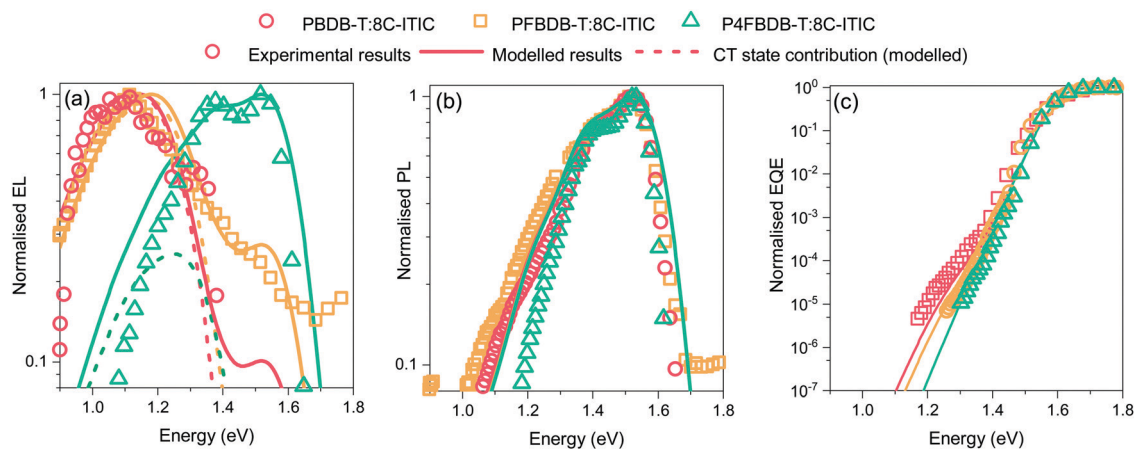 PBDB-T:8C-ITIC PFBDB-T:8C-ITIC P4FBDB-T:8C-ITIC
Experimental results Modelled results CT state contribution (modelled)
(a)
Normalised EL
1
0.1
1.0 1.2 1.4 1.6 1.8
Energy (eV)
(b)
Normalised PL
1
0.1
1.0 1.2 1.4 1.6 1.8
Energy (eV)
(c)
Normalised EQE
10^0
10^-1
10^-2
10^-3
10^-4
10^-5
10^-6
10^-7
1.0 1.2 1.4 1.6 1.8
Energy (eV)